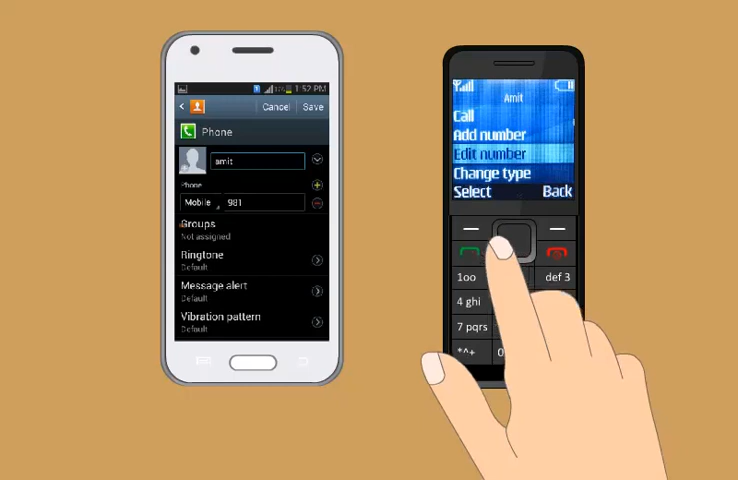 1:52 PM
Cancel
Save
Phone
amit
Phone
Mobile
981
Groups
Not assigned
Ringtone
Default
Message alert
Default
Vibration pattern
Default
Amit
Call
Add number
Edit number
Change type
Select
Back
1oo
def 3
4 ghi
7 pqrs
*^+
0